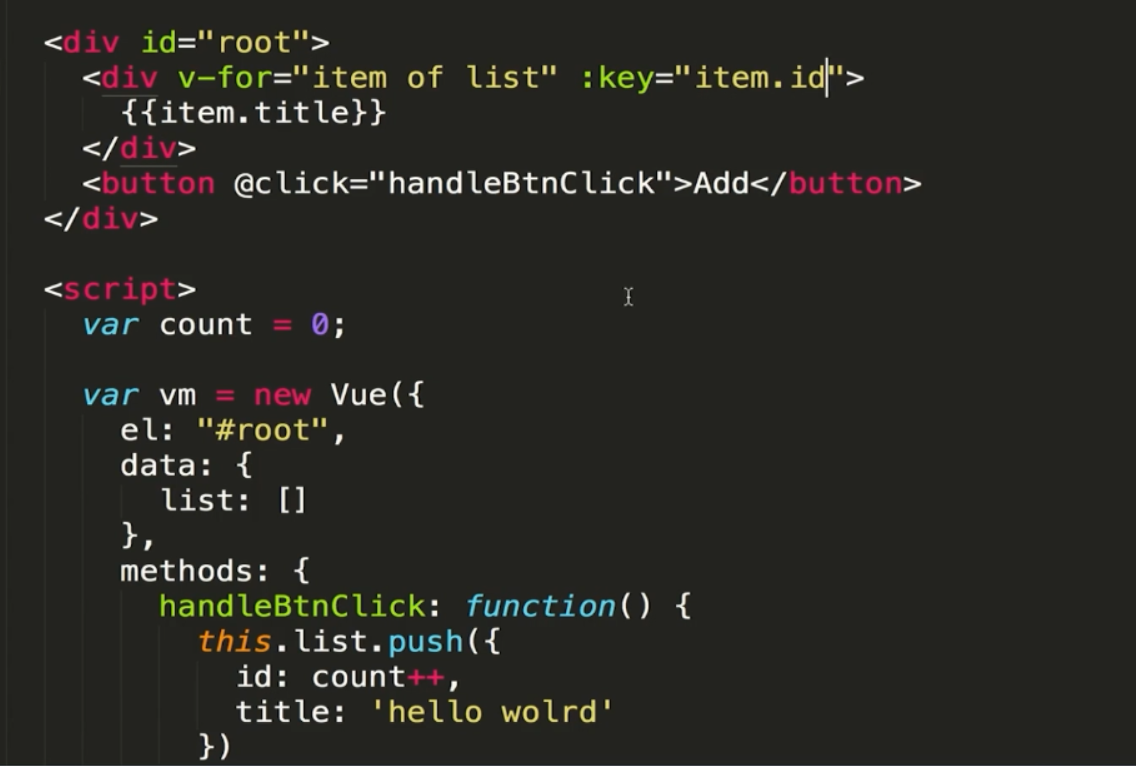 <div id="root">
<div v-for="item of list" :key="item.id">
{{item.title}}
</div>
<button @click="handleBtnClick">Add</button>
</div>
<script>
var count = 0;
var vm = new Vue({
el: "#root",
data: {
list: []
},
methods: {
handleBtnClick: function() {
this.list.push({
id: count++,
title: 'hello wolrd'
})